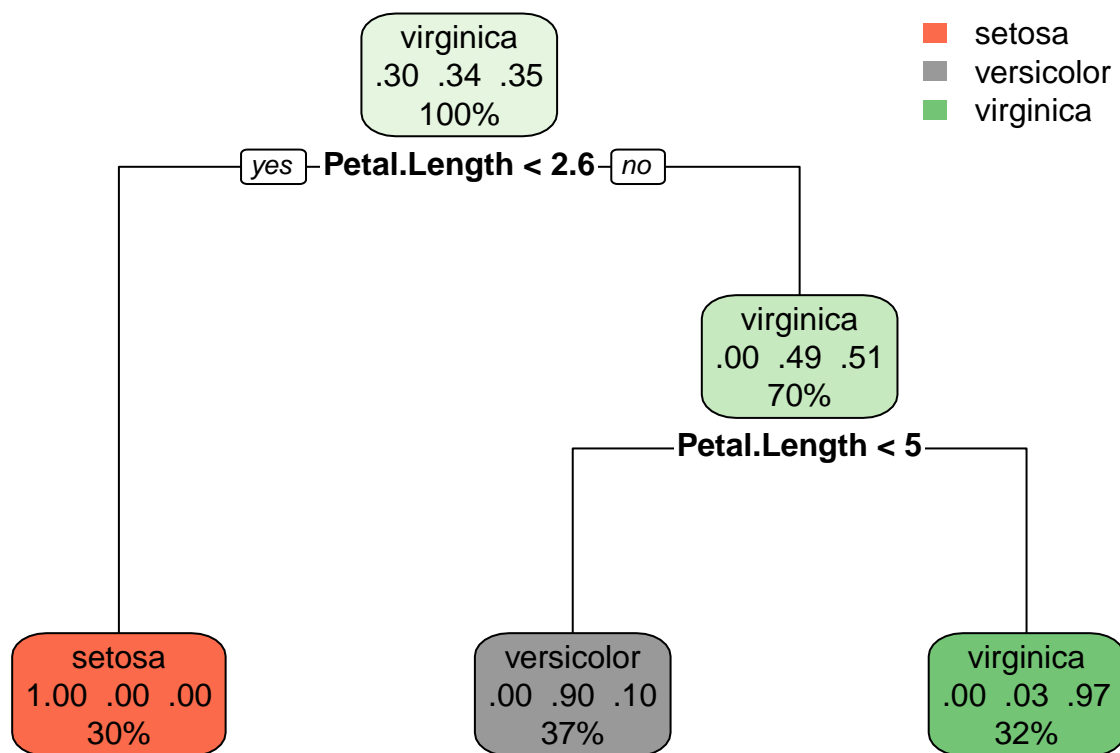 virginica
.30 .34 .35
100%
setosa
versicolor
virginica
yes Petal.Length < 2.6 no
virginica
.00 .49 .51
70%
Petal.Length < 5
setosa
1.00 .00 .00
30%
versicolor
.00 .90 .10
37%
virginica
.00 .03 .97
32%